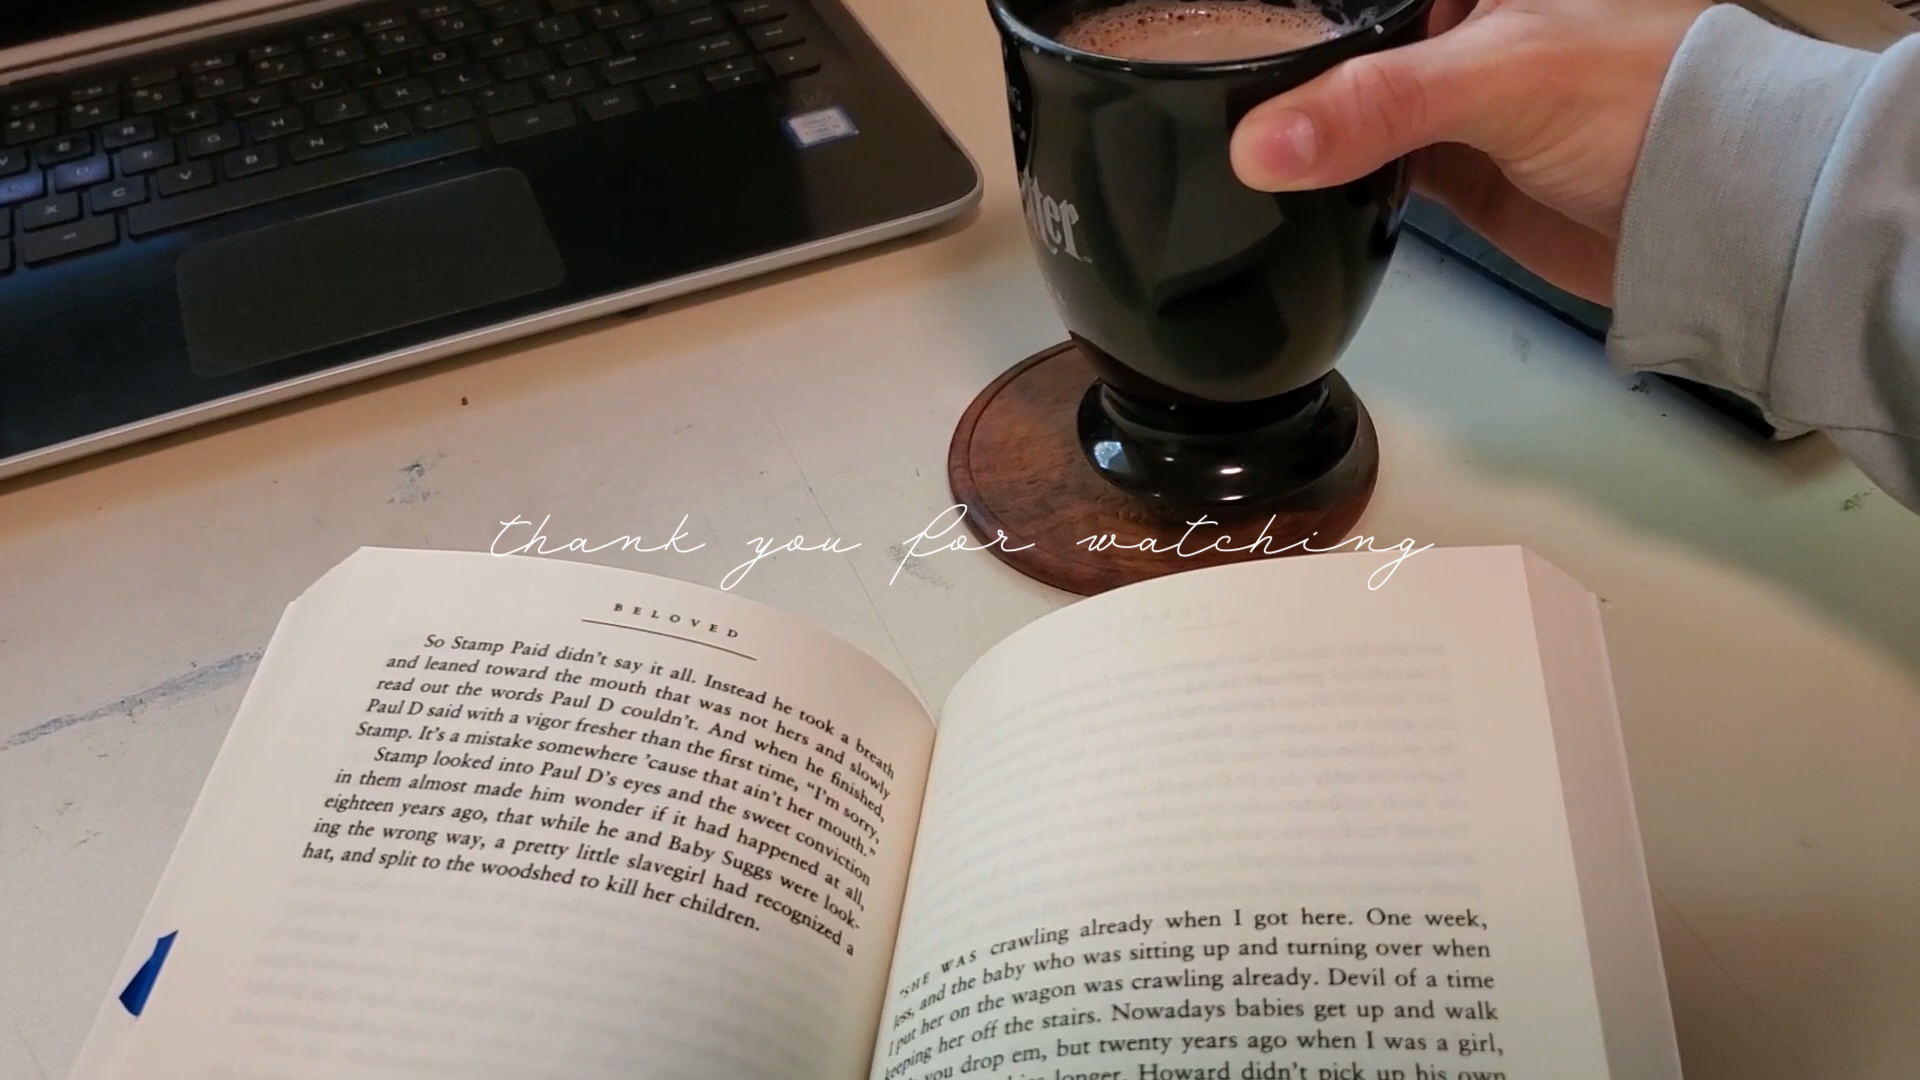 thank you for watching
BELOVED
So Stamp Paid didn't say it all. Instead he took a breath
and leaned toward the mouth that was not hers and slowly
read out the words Paul D couldn't. And when he finished,
Paul D said with a vigor fresher than the first time, “I'm sorry,
Stamp. It's a mistake somewhere 'cause that ain't her mouth.”
Stamp looked into Paul D's eyes and the sweet conviction
in them almost made him wonder if it had happened at all,
eighteen years ago, that while he and Baby Suggs were look-
ing the wrong way, a pretty little slavegirl had recognized a
hat, and split to the woodshed to kill her children.
“SHE WAS crawling already when I got here. One week,
less, and the baby who was sitting up and turning over when
I put her on the wagon was crawling already. Devil of a time
keeping her off the stairs. Nowadays babies get up and walk
you drop em, but twenty years ago when I was a girl,
longer. Howard didn't pick up his own